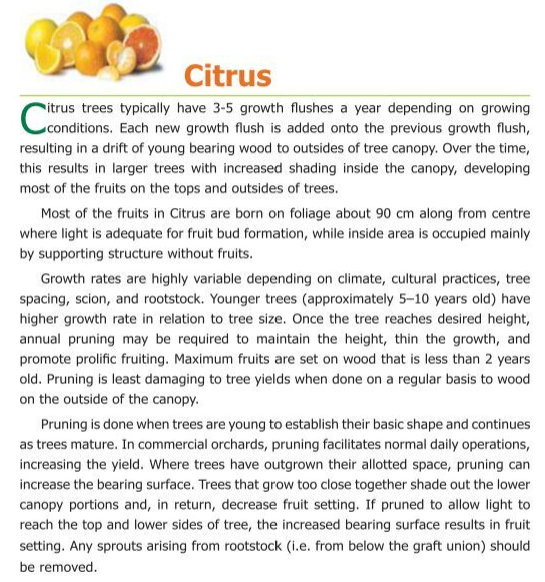 Citrus
Citrus trees typically have 3-5 growth flushes a year depending on growing
conditions. Each new growth flush is added onto the previous growth flush,
resulting in a drift of young bearing wood to outsides of tree canopy. Over the time,
this results in larger trees with increased shading inside the canopy, developing
most of the fruits on the tops and outsides of trees.
Most of the fruits in Citrus are born on foliage about 90 cm along from centre
where light is adequate for fruit bud formation, while inside area is occupied mainly
by supporting structure without fruits.
Growth rates are highly variable depending on climate, cultural practices, tree
spacing, scion, and rootstock. Younger trees (approximately 5–10 years old) have
higher growth rate in relation to tree size. Once the tree reaches desired height,
annual pruning may be required to maintain the height, thin the growth, and
promote prolific fruiting. Maximum fruits are set on wood that is less than 2 years
old. Pruning is least damaging to tree yields when done on a regular basis to wood
on the outside of the canopy.
Pruning is done when trees are young to establish their basic shape and continues
as trees mature. In commercial orchards, pruning facilitates normal daily operations,
increasing the yield. Where trees have outgrown their allotted space, pruning can
increase the bearing surface. Trees that grow too close together shade out the lower
canopy portions and, in return, decrease fruit setting. If pruned to allow light to
reach the top and lower sides of tree, the increased bearing surface results in fruit
setting. Any sprouts arising from rootstock (i.e. from below the graft union) should
be removed.